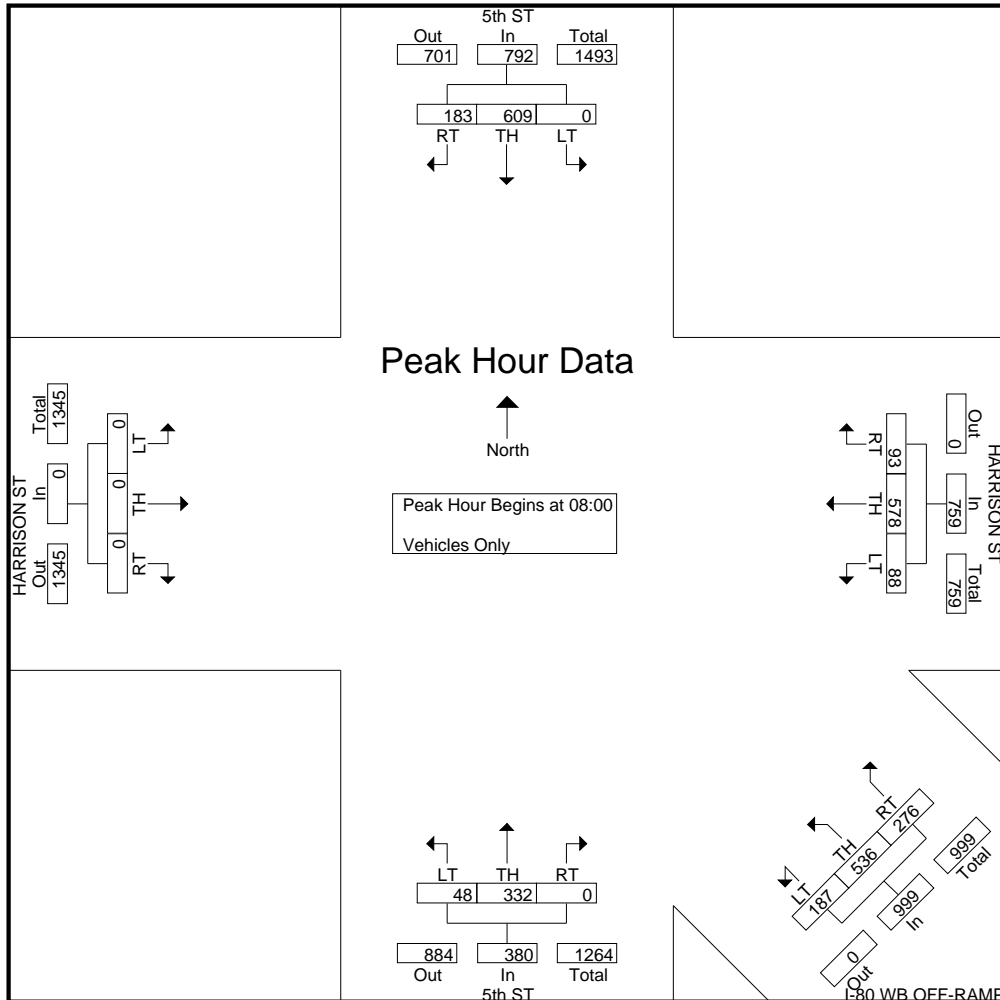 5th ST
Out In Total
701 792 1493
183 609 0
RT TH LT
Peak Hour Data
North
Peak Hour Begins at 08:00
Vehicles Only
HARRISON ST
Out In Total
1345 0 1345
0 0 0
LT TH RT
HARRISON ST
Out In Total
0 759 759
93 578 88
RT TH LT
LT TH RT
48 332 0
884 380 1264
Out In Total
5th ST
LT TH RT
187 536 276
0 999 999
Out In Total
I-80 WB OFF-RAMP